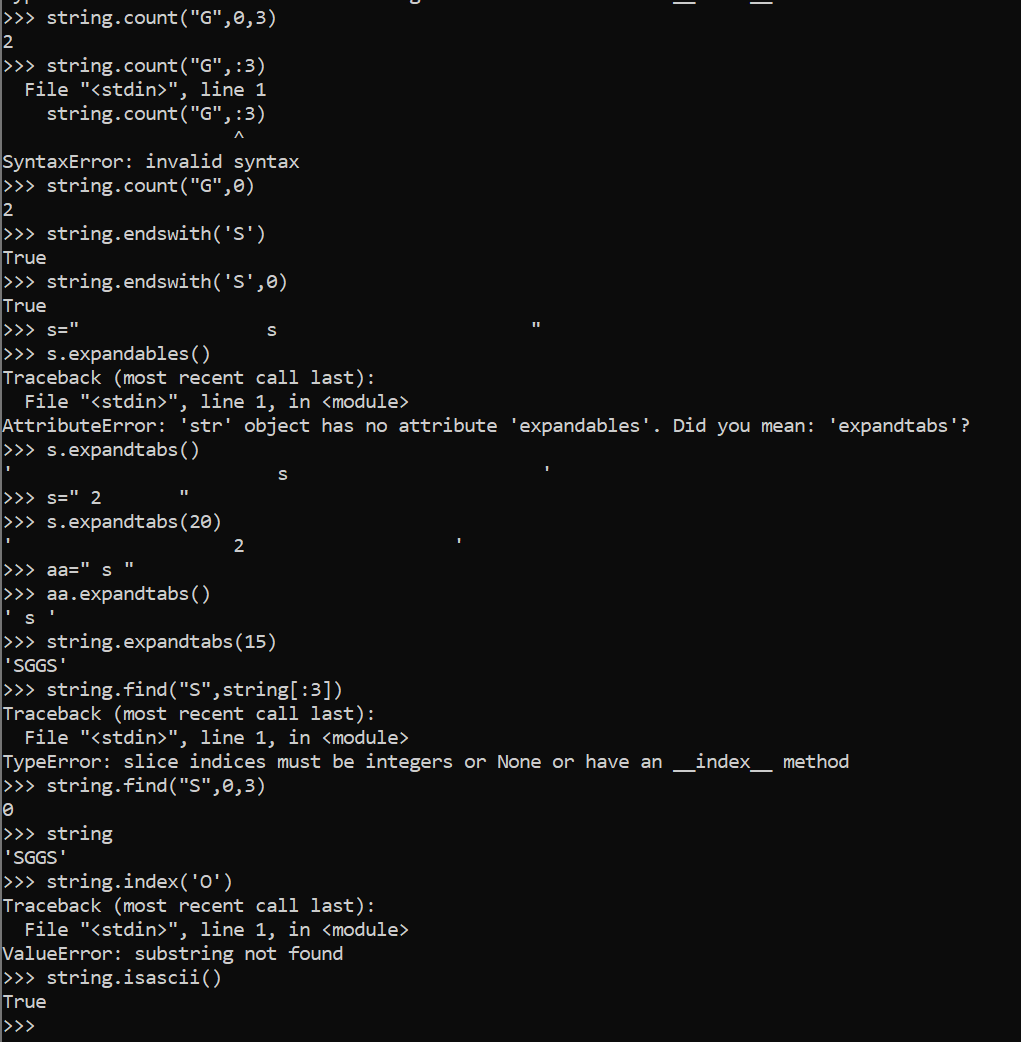 >>> string.count("G",0,3)
2
>>> string.count("G",:3)
  File "<stdin>", line 1
    string.count("G",:3)
                     ^
SyntaxError: invalid syntax
>>> string.count("G",0)
2
>>> string.endswith('S')
True
>>> string.endswith('S',0)
True
>>> s="                 s                       "
>>> s.expandables()
Traceback (most recent call last):
  File "<stdin>", line 1, in <module>
AttributeError: 'str' object has no attribute 'expandables'. Did you mean: 'expandtabs'?
>>> s.expandtabs()
'                        s                       '
>>> s=" 2       "
>>> s.expandtabs(20)
'                    2                   '
>>> aa=" s "
>>> aa.expandtabs()
' s '
>>> string.expandtabs(15)
'SGGS'
>>> string.find("S",string[:3])
Traceback (most recent call last):
  File "<stdin>", line 1, in <module>
TypeError: slice indices must be integers or None or have an __index__ method
>>> string.find("S",0,3)
0
>>> string
'SGGS'
>>> string.index('O')
Traceback (most recent call last):
  File "<stdin>", line 1, in <module>
ValueError: substring not found
>>> string.isascii()
True
>>>